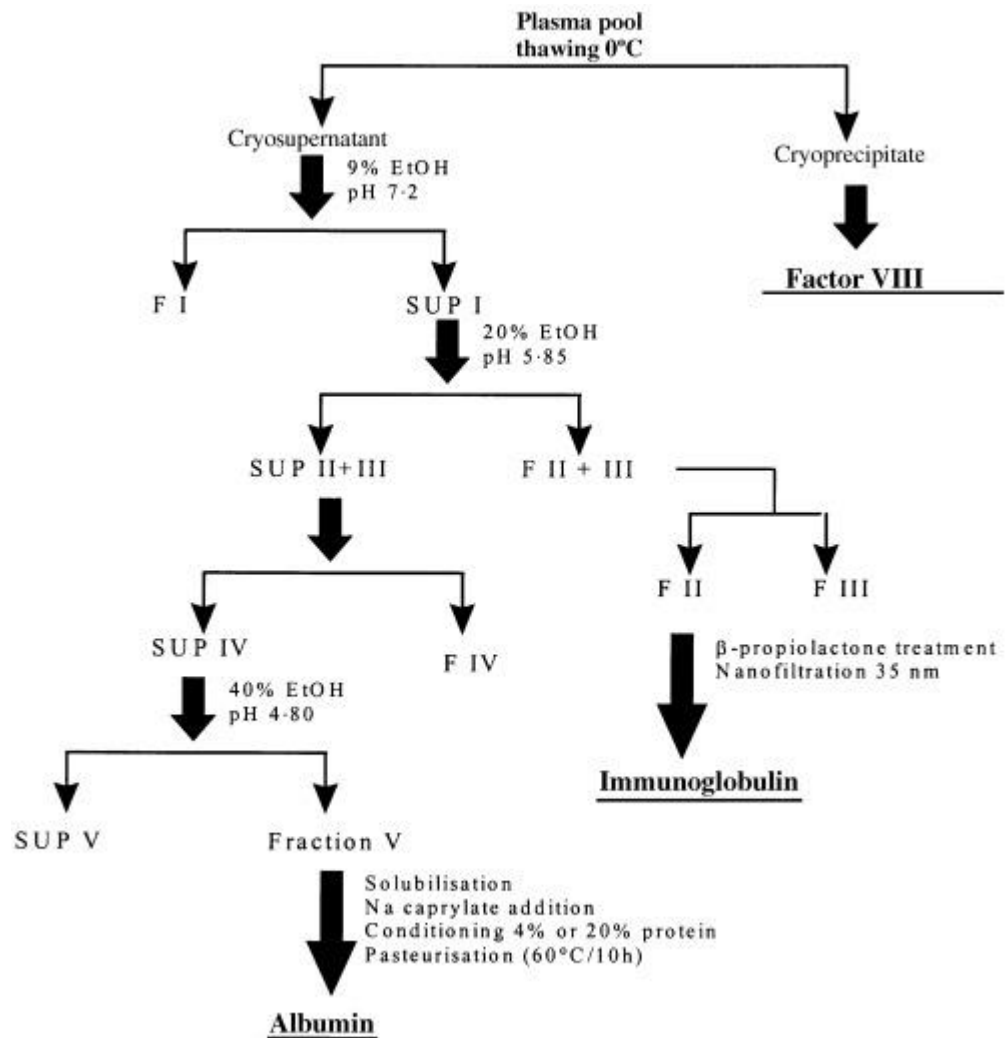 Plasma pool
thawing 0ºC
Cryosupernatant
Cryoprecipitate
9% EtOH
pH 7·2
Factor VIII
F I
SUP I
20% EtOH
pH 5·85
SUP II+III
F II + III
F II
F III
SUP IV
F IV
β-propiolactone treatment
Nanofiltration 35 nm
40% EtOH
pH 4·80
Immunoglobulin
SUP V
Fraction V
Solubilisation
Na caprylate addition
Conditioning 4% or 20% protein
Pasteurisation (60ºC/10h)
Albumin